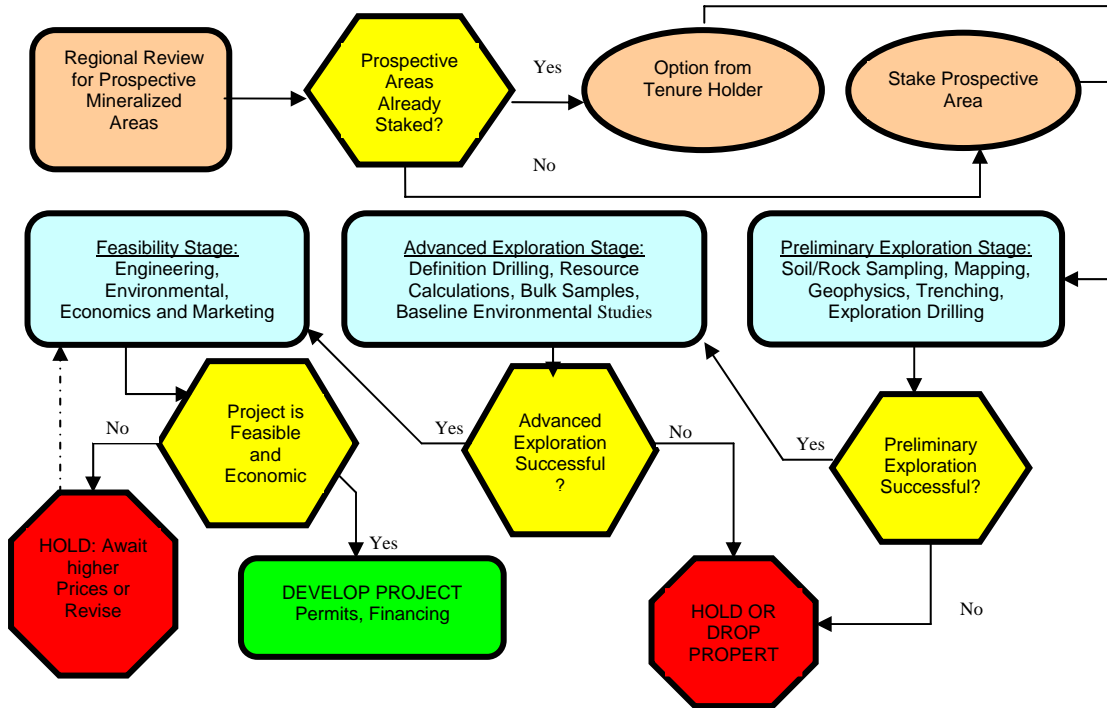 Regional Review
for Prospective
Mineralized
Areas
Prospective
Areas
Already
Staked?
Yes
No
Option from
Tenure Holder
Stake Prospective
Area
Feasibility Stage:
Engineering,
Environmental,
Economics and Marketing
Advanced Exploration Stage:
Definition Drilling, Resource
Calculations, Bulk Samples,
Baseline Environmental Studies
Preliminary Exploration Stage:
Soil/Rock Sampling, Mapping,
Geophysics, Trenching,
Exploration Drilling
Project is
Feasible
and
Economic
No
Yes
Yes
Advanced
Exploration
Successful
?
No
Yes
Preliminary
Exploration
Successful?
No
HOLD: Await
higher
Prices or
Revise
DEVELOP PROJECT
Permits, Financing
HOLD OR
DROP
PROPERT